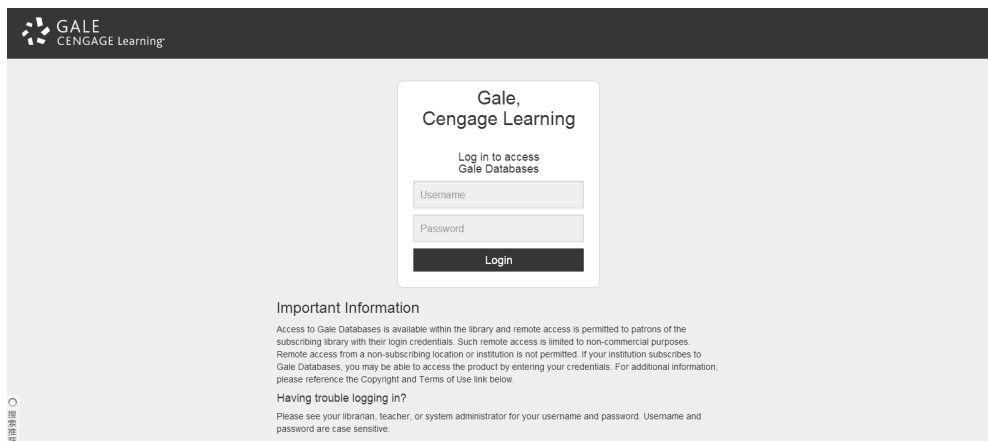 GALE
CENGAGE Learning·
Gale,
Cengage Learning
Log in to access
Gale Databases
Username
Password
Login
Important Information
Access to Gale Databases is available within the library and remote access is permitted to patrons of the
subscribing library with their login credentials. Such remote access is limited to non-commercial purposes.
Remote access from a non-subscribing location or institution is not permitted. If your institution subscribes to
Gale Databases, you may be able to access the product by entering your credentials. For additional information,
please reference the Copyright and Terms of Use link below.
Having trouble logging in?
Please see your librarian, teacher, or system administrator for your username and password. Username and
password are case sensitive.
搜索推